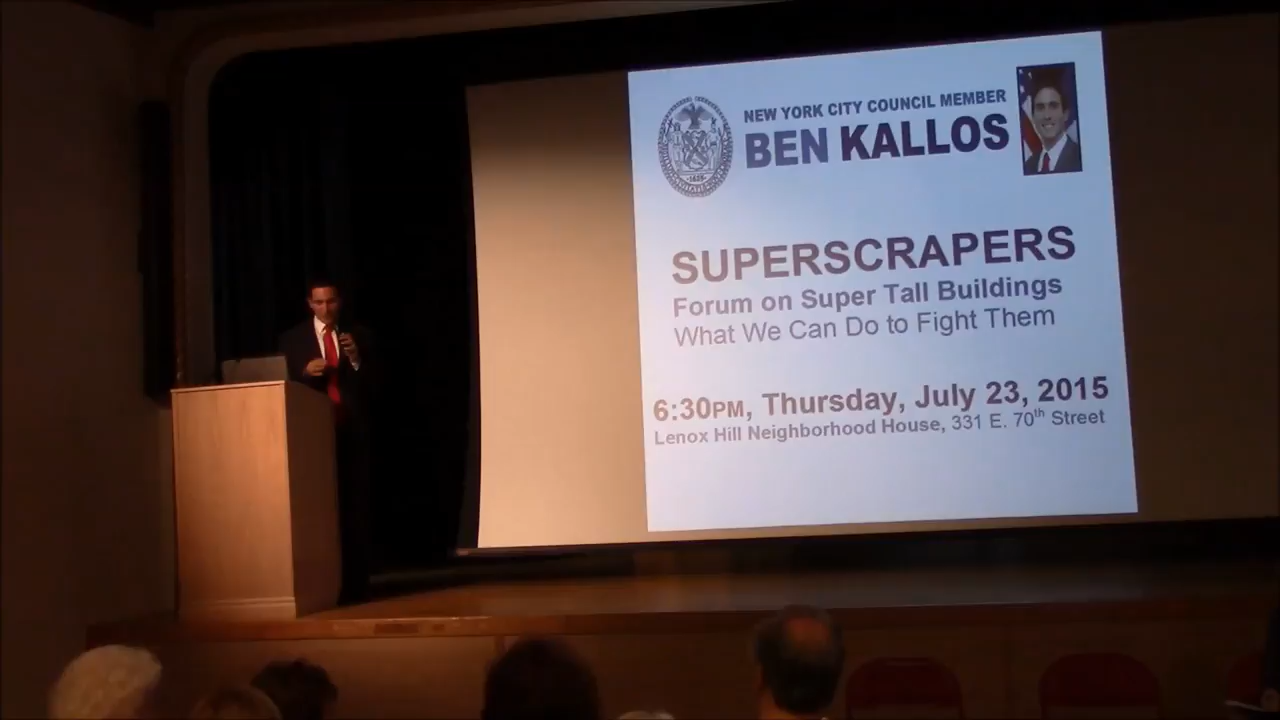 NEW YORK CITY COUNCIL MEMBER
BEN KALLOS
SUPERSCRAPERS
Forum on Super Tall Buildings
What We Can Do to Fight Them
6:30PM, Thursday, July 23, 2015
Lenox Hill Neighborhood House, 331 E. 70th Street